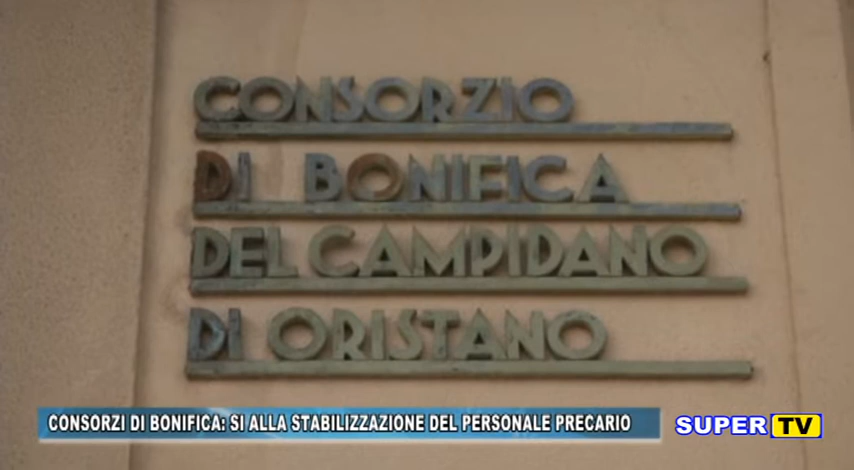 CONSORZIO
DI BONIFICA
DEL CAMPIDANO
DI ORISTANO
CONSORZI DI BONIFICA: SI ALLA STABILIZZAZIONE DEL PERSONALE PRECARIO
SUPER TV